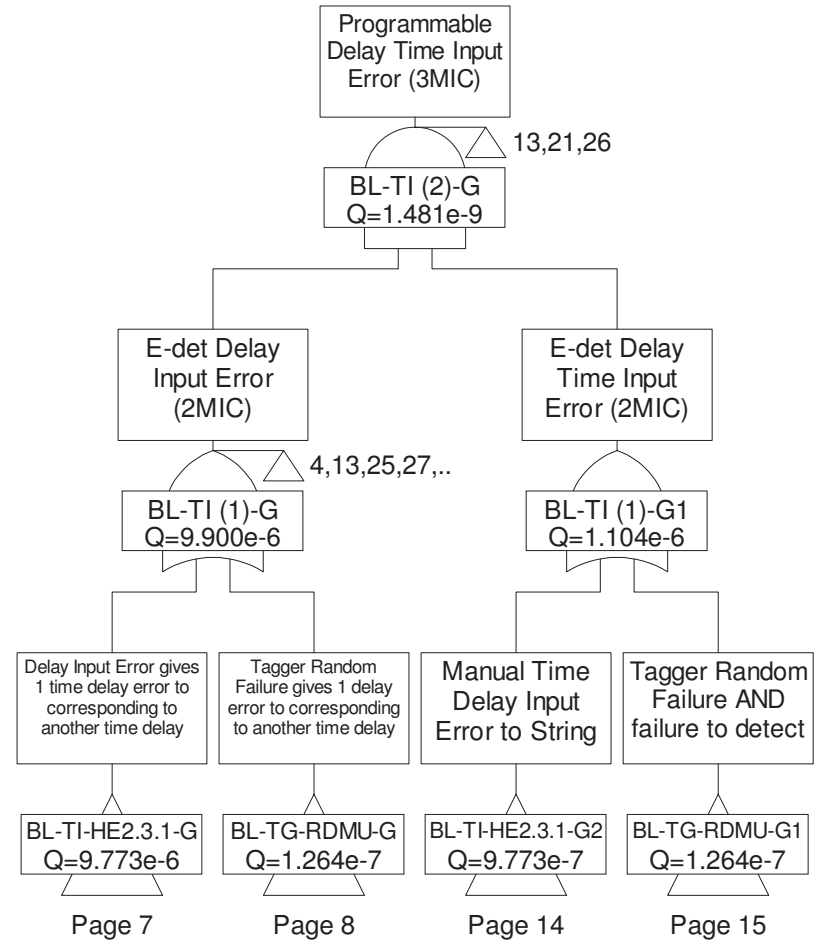 Programmable
Delay Time Input
Error (3MIC)
13,21,26
BL-TI (2)-G
Q=1.481e-9
E-det Delay
Input Error
(2MIC)
E-det Delay
Time Input
Error (2MIC)
4,13,25,27,..
BL-TI (1)-G
Q=9.900e-6
BL-TI (1)-G1
Q=1.104e-6
Delay Input Error gives
1 time delay error to
corresponding to
another time delay
Tagger Random
Failure gives 1 delay
error to corresponding
to another time delay
Manual Time
Delay Input
Error to String
Tagger Random
Failure AND
failure to detect
BL-TI-HE2.3.1-G
Q=9.773e-6
BL-TG-RDMU-G
Q=1.264e-7
BL-TI-HE2.3.1-G2
Q=9.773e-7
BL-TG-RDMU-G1
Q=1.264e-7
Page 7
Page 8
Page 14
Page 15